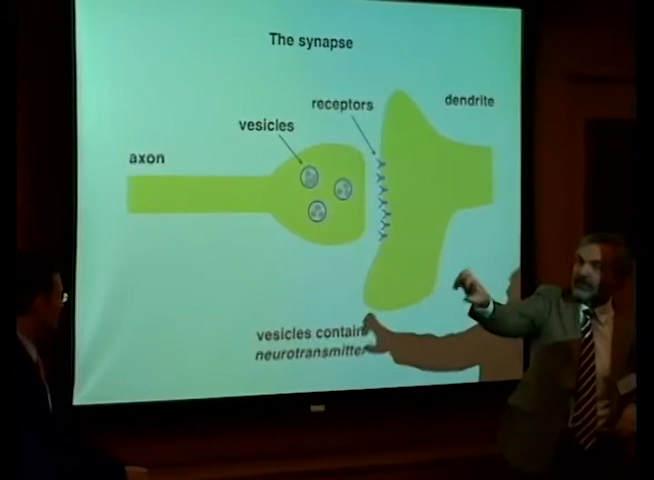 The synapse
receptors
dendrite
vesicles
axon
vesicles contain
neurotransmitter